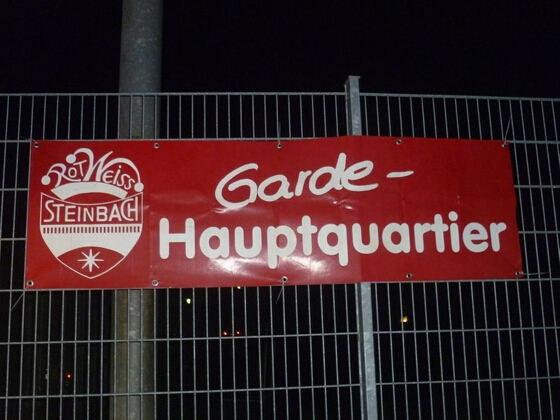 Rot Weiss
STEINBACH
Garde-
Hauptquartier